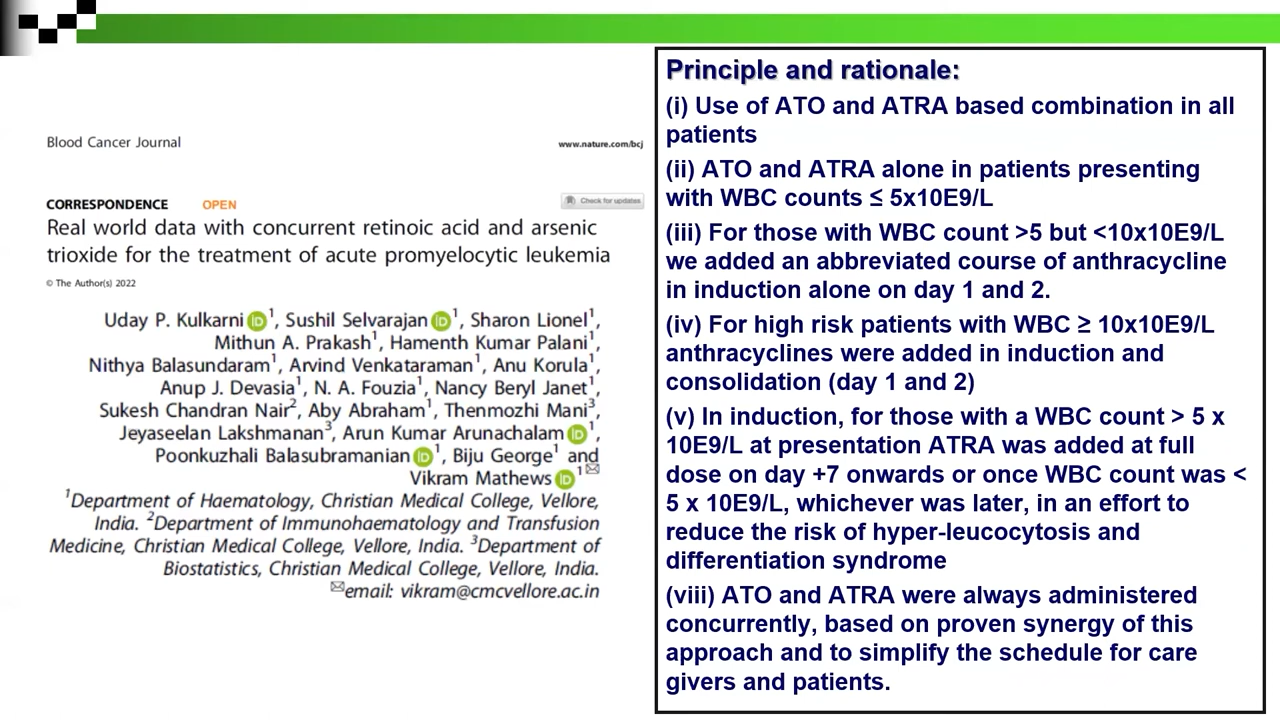 Blood Cancer Journal
www.nature.com/bcj
CORRESPONDENCE OPEN
Check for updates
Real world data with concurrent retinoic acid and arsenic
trioxide for the treatment of acute promyelocytic leukemia
© The Author(s) 2022
Uday P. Kulkarni iD 1, Sushil Selvarajan iD 1, Sharon Lionel1,
Mithun A. Prakash1, Hamenth Kumar Palani1,
Nithya Balasundaram1, Arvind Venkataraman1, Anu Korula1,
Anup J. Devasia1, N. A. Fouzia1, Nancy Beryl Janet1,
Sukesh Chandran Nair2, Aby Abraham1, Thenmozhi Mani3,
Jeyaseelan Lakshmanan3, Arun Kumar Arunachalam iD 1,
Poonkuzhali Balasubramanian iD 1, Biju George1 and
Vikram Mathews iD 1✉
1Department of Haematology, Christian Medical College, Vellore,
India. 2Department of Immunohaematology and Transfusion
Medicine, Christian Medical College, Vellore, India. 3Department of
Biostatistics, Christian Medical College, Vellore, India.
✉email: vikram@cmcvellore.ac.in
Principle and rationale:
(i) Use of ATO and ATRA based combination in all
patients
(ii) ATO and ATRA alone in patients presenting
with WBC counts ≤ 5x10E9/L
(iii) For those with WBC count >5 but <10x10E9/L
we added an abbreviated course of anthracycline
in induction alone on day 1 and 2.
(iv) For high risk patients with WBC ≥ 10x10E9/L
anthracyclines were added in induction and
consolidation (day 1 and 2)
(v) In induction, for those with a WBC count > 5 x
10E9/L at presentation ATRA was added at full
dose on day +7 onwards or once WBC count was <
5 x 10E9/L, whichever was later, in an effort to
reduce the risk of hyper-leucocytosis and
differentiation syndrome
(viii) ATO and ATRA were always administered
concurrently, based on proven synergy of this
approach and to simplify the schedule for care
givers and patients.